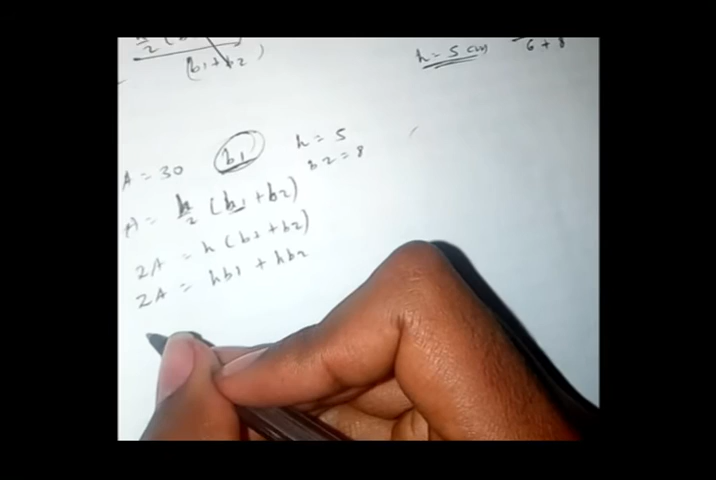 (b1+b2)
h = 5 cm
6 + 8
A = 30 b1 h = 5
B2 = 8
A = h/2 (b1+b2)
2A = h (b1+b2)
2A = hb1 + hb2